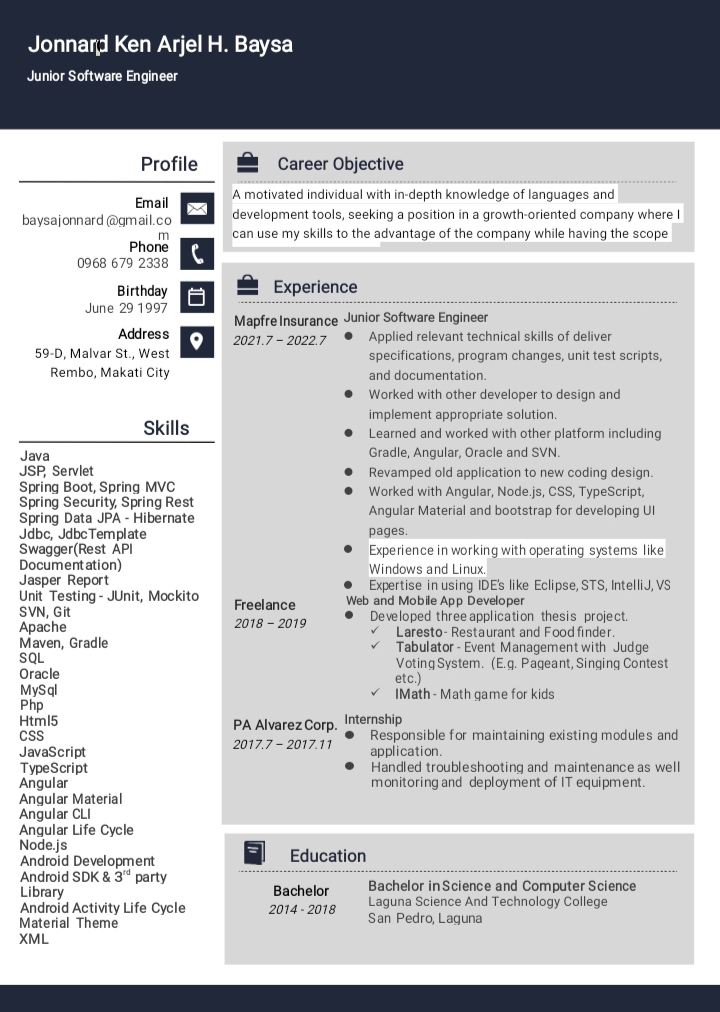 Jonnard Ken Arjel H. Baysa
Junior Software Engineer
Profile
Email
baysajonnard@gmail.co
m
Phone
0968 679 2338
Birthday
June 29 1997
Address
59-D, Malvar St., West
Rembo, Makati City
Skills
Java
JSP, Servlet
Spring Boot, Spring MVC
Spring Security, Spring Rest
Spring Data JPA - Hibernate
Jdbc, JdbcTemplate
Swagger(Rest API
Documentation)
Jasper Report
Unit Testing - JUnit, Mockito
SVN, Git
Apache
Maven, Gradle
SQL
Oracle
MySql
Php
Html5
CSS
JavaScript
TypeScript
Angular
Angular Material
Angular CLI
Angular Life Cycle
Node.js
Android Development
Android SDK & 3rd party
Library
Android Activity Life Cycle
Material Theme
XML
Career Objective
A motivated individual with in-depth knowledge of languages and
development tools, seeking a position in a growth-oriented company where I
can use my skills to the advantage of the company while having the scope
Experience
Mapfre Insurance
2021.7 – 2022.7
Junior Software Engineer
● Applied relevant technical skills of deliver
specifications, program changes, unit test scripts,
and documentation.
● Worked with other developer to design and
implement appropriate solution.
● Learned and worked with other platform including
Gradle, Angular, Oracle and SVN.
● Revamped old application to new coding design.
● Worked with Angular, Node.js, CSS, TypeScript,
Angular Material and bootstrap for developing UI
pages.
● Experience in working with operating systems like
Windows and Linux.
● Expertise in using IDE's like Eclipse, STS, IntelliJ, VS
Freelance
2018 – 2019
Web and Mobile App Developer
● Developed three application thesis project.
✓ Laresto - Restaurant and Food finder.
✓ Tabulator - Event Management with Judge
Voting System. (E.g. Pageant, Singing Contest
etc.)
✓ IMath - Math game for kids
PA Alvarez Corp.
2017.7 – 2017.11
Internship
● Responsible for maintaining existing modules and
application.
● Handled troubleshooting and maintenance as well
monitoring and deployment of IT equipment.
Education
Bachelor
2014 - 2018
Bachelor in Science and Computer Science
Laguna Science And Technology College
San Pedro, Laguna